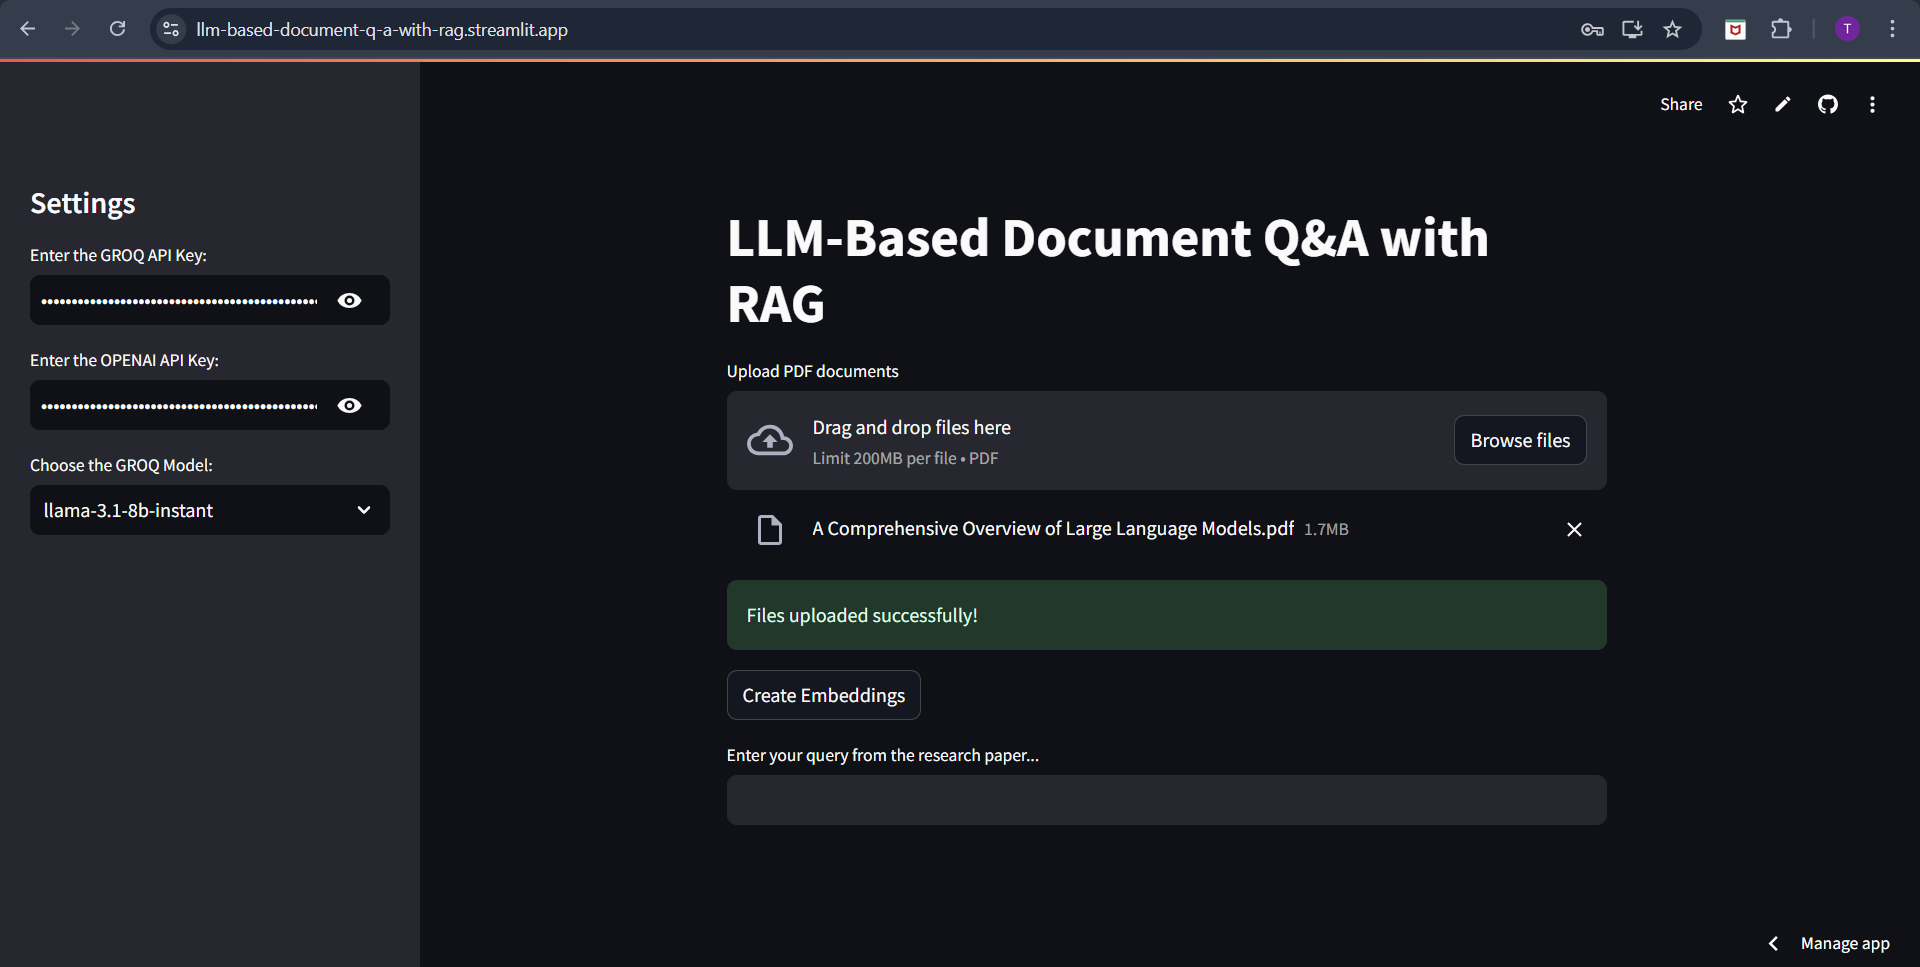 llm-based-document-q-a-with-rag.streamlit.app
T
Share
Settings
Enter the GROQ API Key:
Enter the OPENAI API Key:
Choose the GROQ Model:
llama-3.1-8b-instant
LLM-Based Document Q&A with
RAG
Upload PDF documents
Drag and drop files here
Limit 200MB per file • PDF
Browse files
A Comprehensive Overview of Large Language Models.pdf 1.7MB
Files uploaded successfully!
Create Embeddings
Enter your query from the research paper...
Manage app